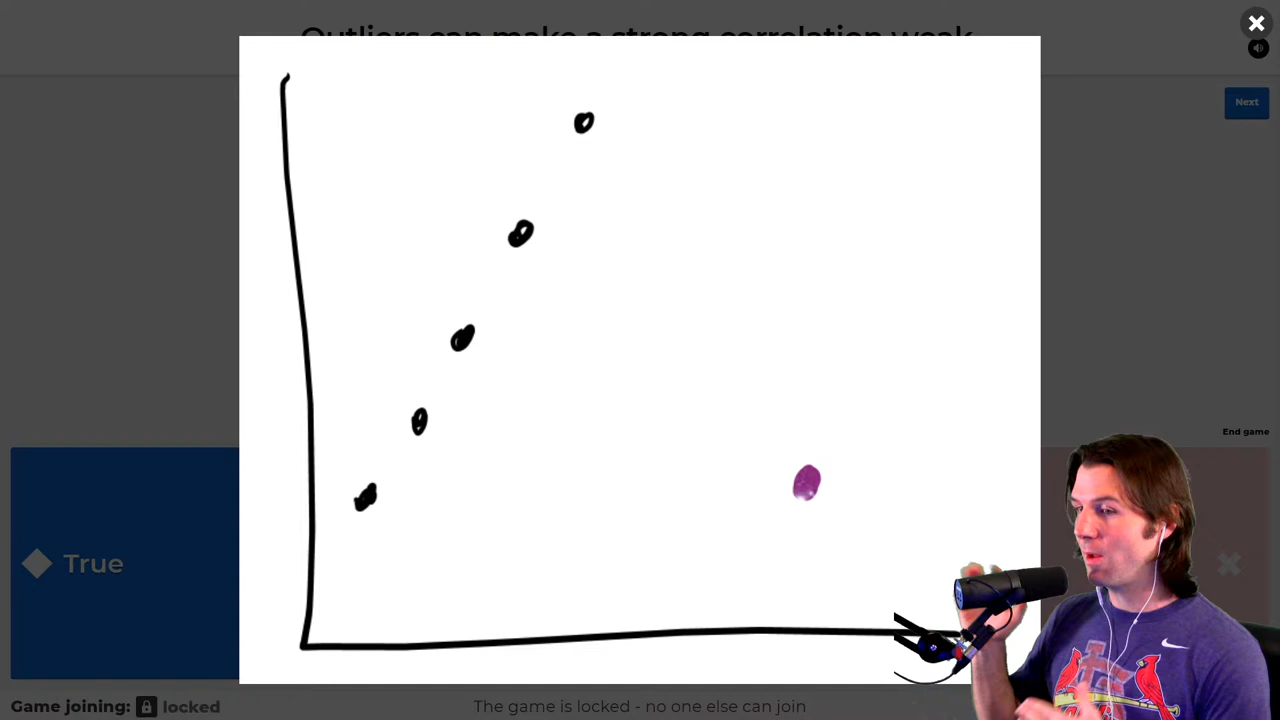 Outliers can make a strong correlation weak
Next
End game
True
Game joining: locked
The game is locked - no one else can join